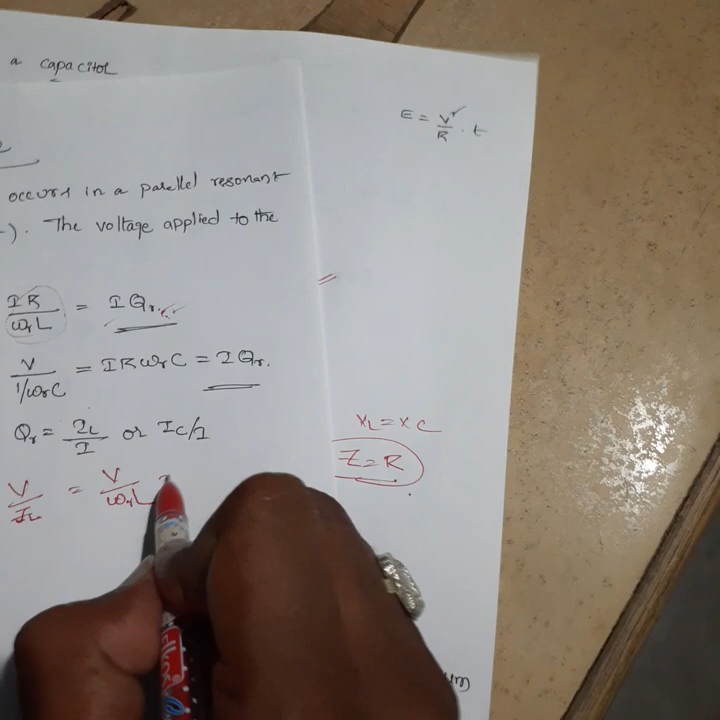 a capacitor
E = V²/R . t
occurs in a parellel resonant
-). The voltage applied to the
IR/ωrL = IQr.
V/1/ωrC = IRωrC = IQr.
Qr = IL/I or Ic/I
XL = XC
Z = R
V/IL = V/ωrL